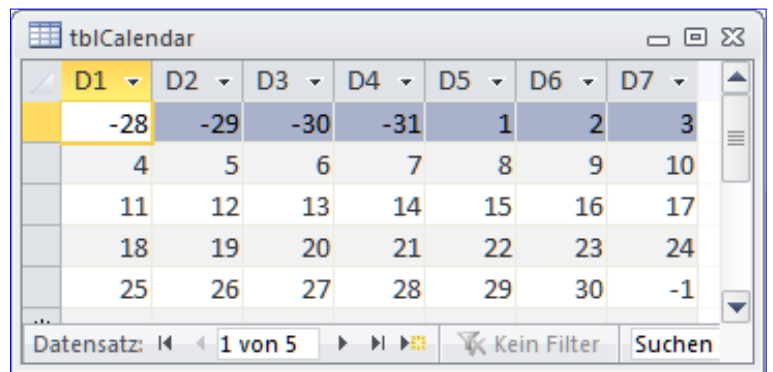 tblCalendar
D1 D2 D3 D4 D5 D6 D7
-28 -29 -30 -31 1 2 3
4 5 6 7 8 9 10
11 12 13 14 15 16 17
18 19 20 21 22 23 24
25 26 27 28 29 30 -1
Datensatz: 1 von 5 Kein Filter Suchen